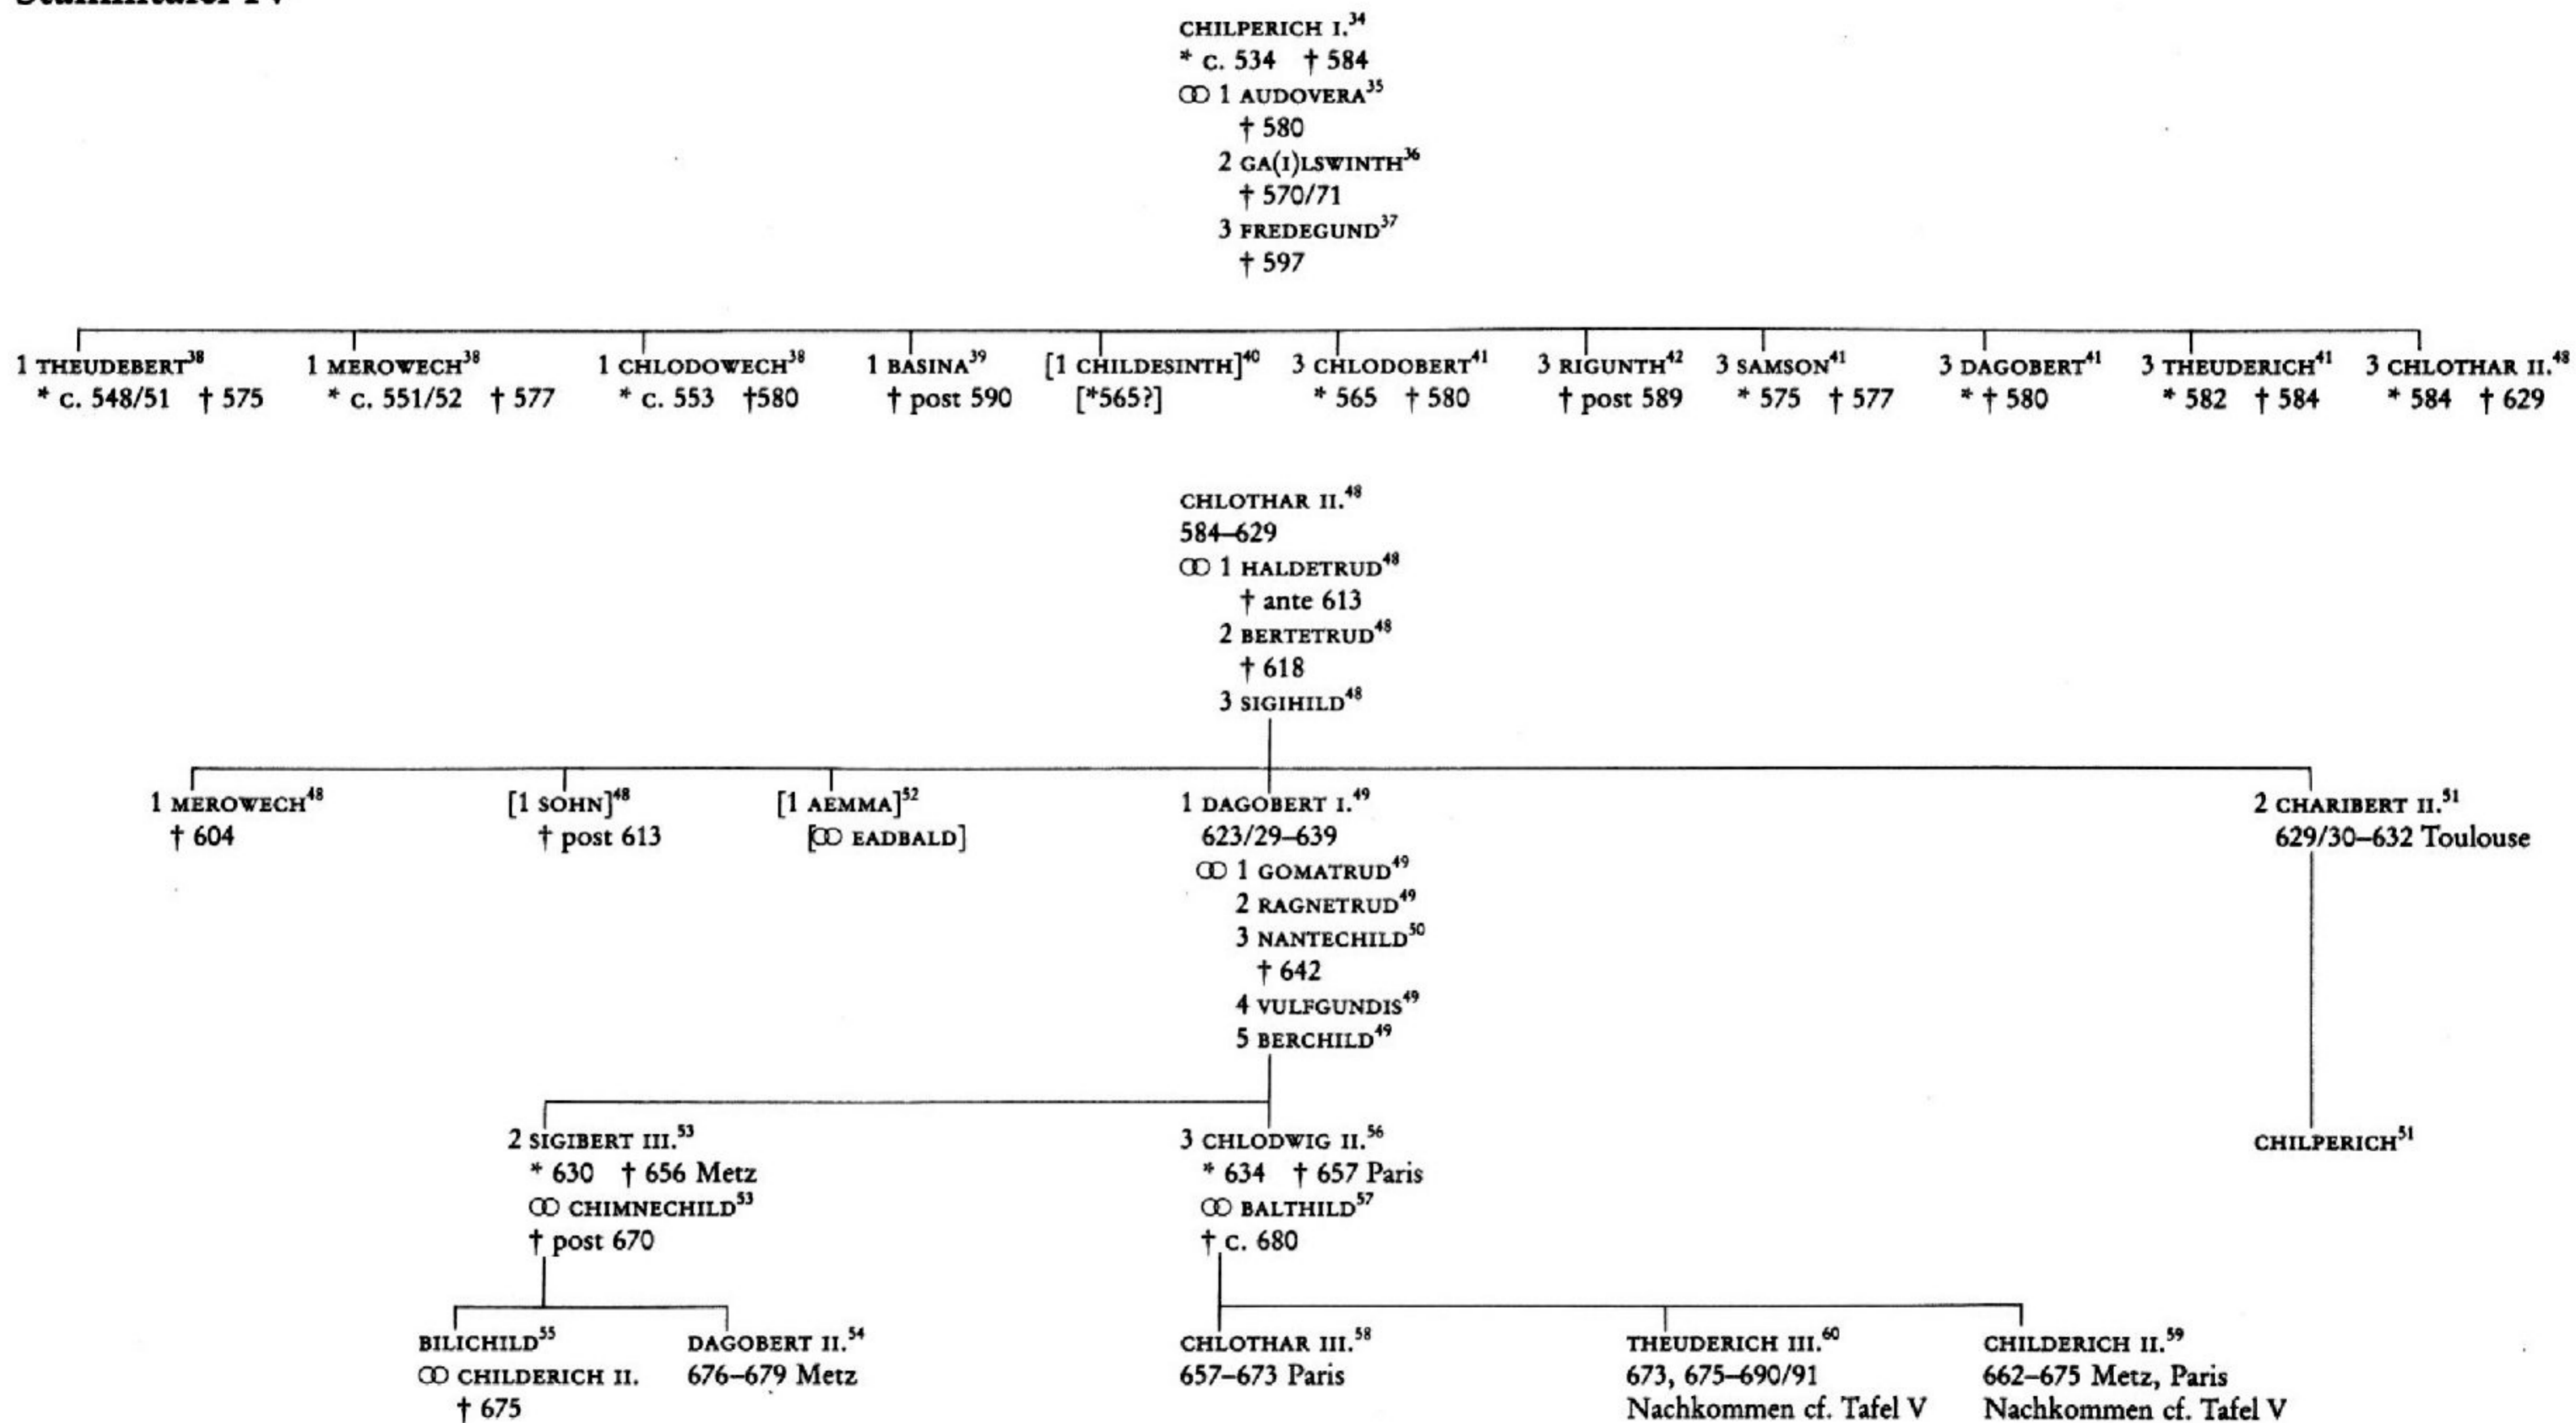 CHILPERICH I.³⁴
* c. 534 † 584
⚭ 1 AUDOVERA³⁵
† 580
2 GA(I)LSWINTH³⁶
† 570/71
3 FREDEGUND³⁷
† 597
1 THEUDEBERT³⁸ 1 MEROWECH³⁸ 1 CHLODOWECH³⁸ 1 BASINA³⁹ [1 CHILDESINTH]⁴⁰ 3 CHLODOBERT⁴¹ 3 RIGUNTH⁴² 3 SAMSON⁴¹ 3 DAGOBERT⁴¹ 3 THEUDERICH⁴¹ 3 CHLOTHAR II.⁴⁸
* c. 548/51 † 575 * c. 551/52 † 577 * c. 553 †580 † post 590 [*565?] * 565 † 580 † post 589 * 575 † 577 * † 580 * 582 † 584 * 584 † 629
CHLOTHAR II.⁴⁸
584–629
⚭ 1 HALDETRUD⁴⁸
† ante 613
2 BERTETRUD⁴⁸
† 618
3 SIGIHILD⁴⁸
1 MEROWECH⁴⁸ [1 SOHN]⁴⁸ [1 AEMMA]⁵² 1 DAGOBERT I.⁴⁹ 2 CHARIBERT II.⁵¹
† 604 † post 613 [⚭ EADBALD] 623/29–639 629/30–632 Toulouse
⚭ 1 GOMATRUD⁴⁹
2 RAGNETRUD⁴⁹
3 NANTECHILD⁵⁰
† 642
4 VULFGUNDIS⁴⁹
5 BERCHILD⁴⁹
2 SIGIBERT III.⁵³ 3 CHLODWIG II.⁵⁶ CHILPERICH⁵¹
* 630 † 656 Metz * 634 † 657 Paris
⚭ CHIMNECHILD⁵³ ⚭ BALTHILD⁵⁷
† post 670 † c. 680
BILICHILD⁵⁵ DAGOBERT II.⁵⁴ CHLOTHAR III.⁵⁸ THEUDERICH III.⁶⁰ CHILDERICH II.⁵⁹
⚭ CHILDERICH II. 676–679 Metz 657–673 Paris 673, 675–690/91 662–675 Metz, Paris
† 675 Nachkommen cf. Tafel V Nachkommen cf. Tafel V